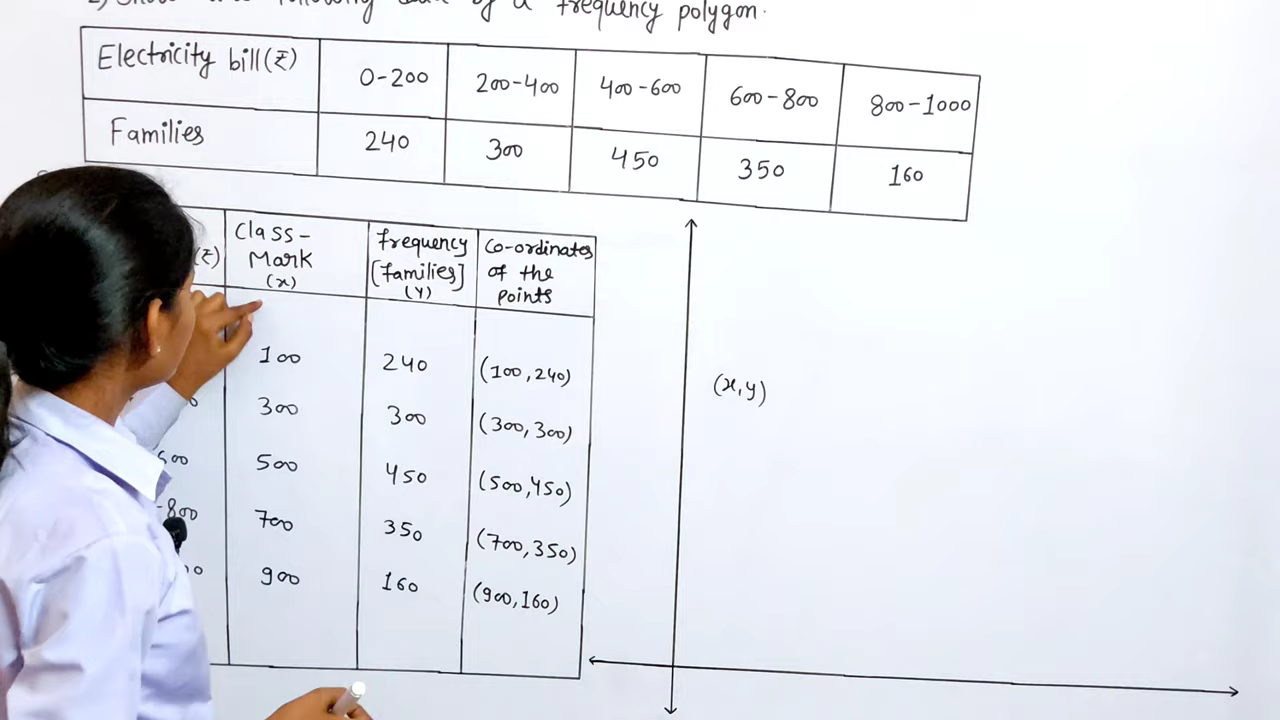 frequency polygon.
Electricity bill(₹) 0-200 200-400 400-600 600-800 800-1000
Families 240 300 450 350 160
(₹) Class-Mark (x) frequency [families] (y) Co-ordinates of the points
100 240 (100,240)
300 300 (300,300)
500 450 (500,450)
-800 700 350 (700,350)
900 160 (900,160)
(x,y)